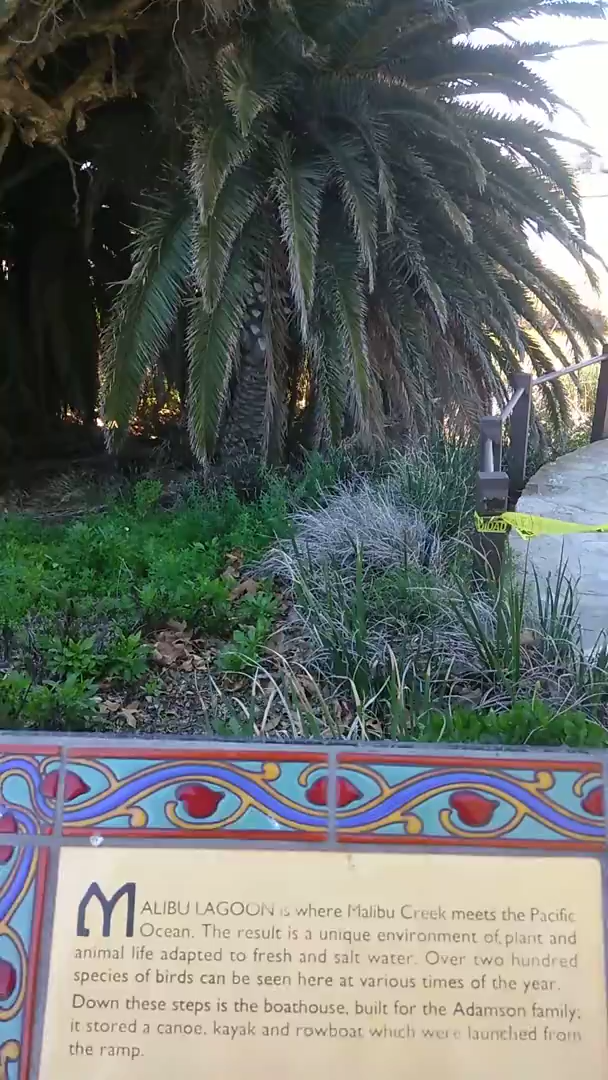 MALIBU LAGOON is where Malibu Creek meets the Pacific
Ocean. The result is a unique environment of plant and
animal life adapted to fresh and salt water. Over two hundred
species of birds can be seen here at various times of the year.
Down these steps is the boathouse, built for the Adamson family;
it stored a canoe, kayak and rowboat which were launched from
the ramp.